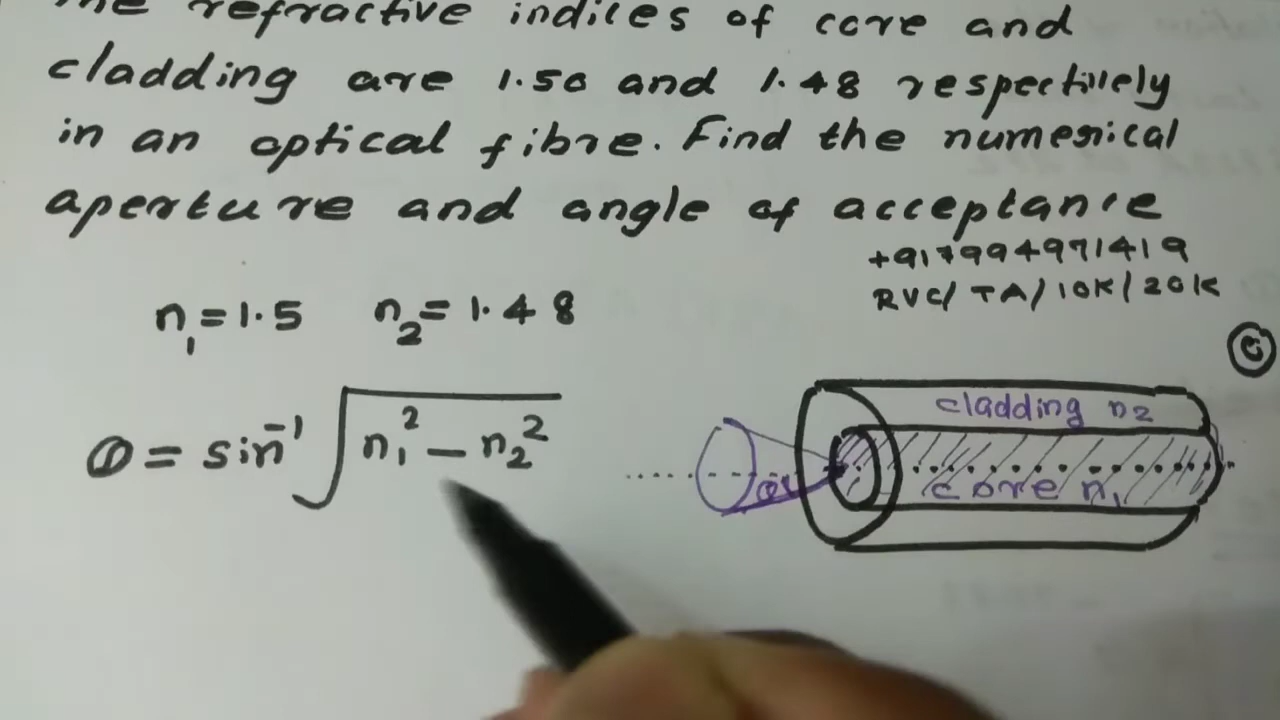 The refractive indices of core and
cladding are 1.50 and 1.48 respectively
in an optical fibre. Find the numerical
aperture and angle of acceptance
+917994971419
RVC/ TA/ 10K/ 20K
n₁ = 1.5 n₂ = 1.48
©
θ = sin⁻¹ √(n₁² − n₂²)
cladding n₂
core n₁
θ